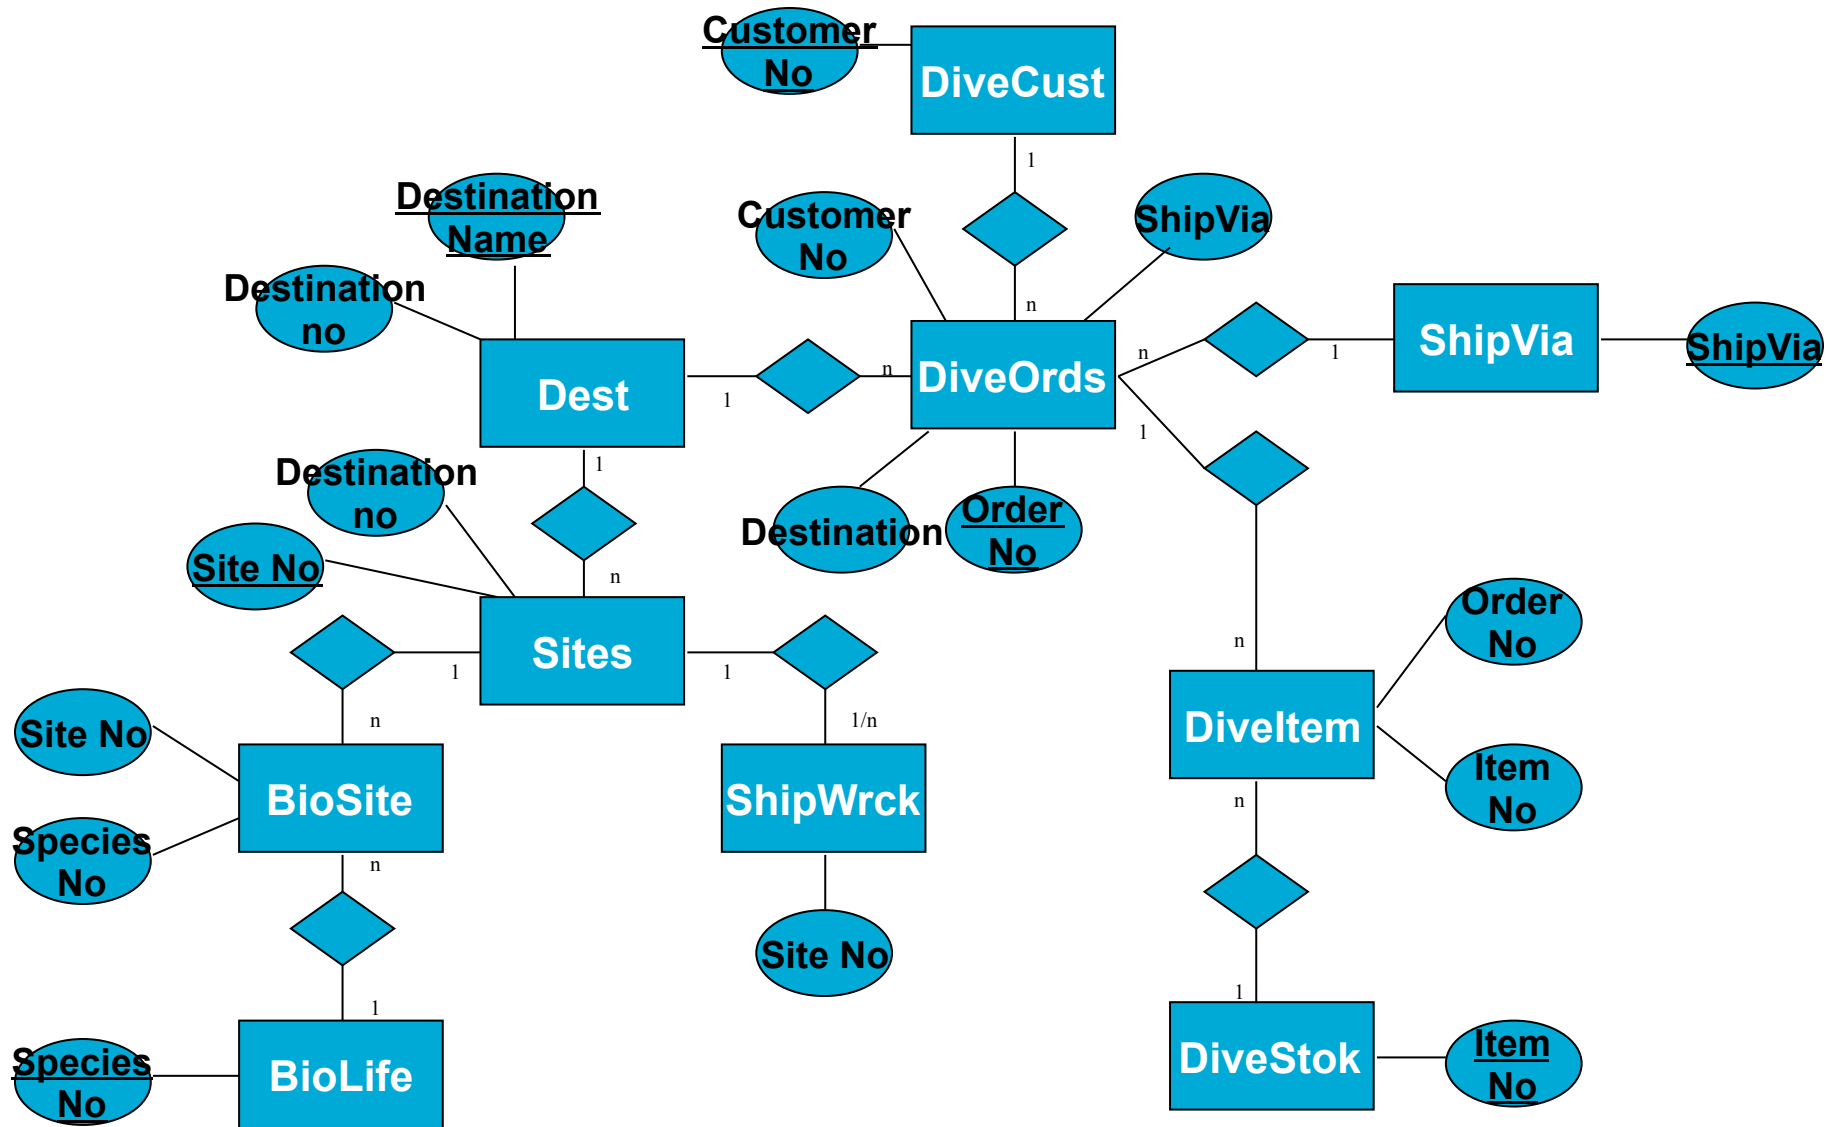 Customer
No
DiveCust
1
Destination
Name
Customer
No
ShipVia
Destination
no
n
ShipVia
ShipVia
n
1
Dest
1
n
DiveOrds
1
1
Destination
no
Destination
Order
No
Site No
n
Order
No
Sites
1
1
n
Site No
n
1/n
DiveItem
Item
No
BioSite
ShipWrck
n
Species
No
n
Site No
1
1
DiveStok
Item
No
Species
No
BioLife